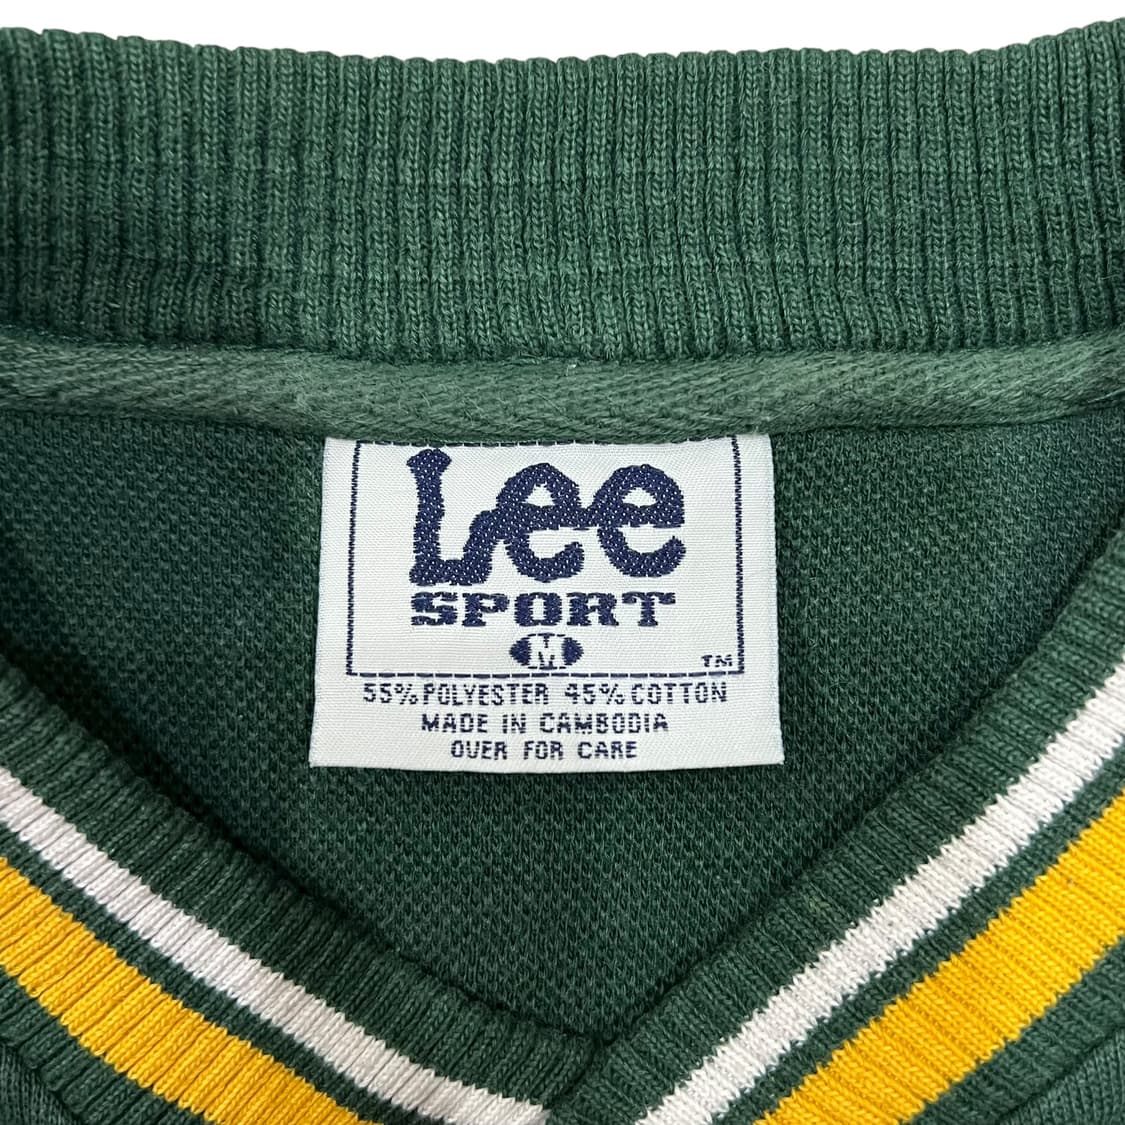 Lee
SPORT
M
TM
55% POLYESTER 45% COTTON
MADE IN CAMBODIA
OVER FOR CARE